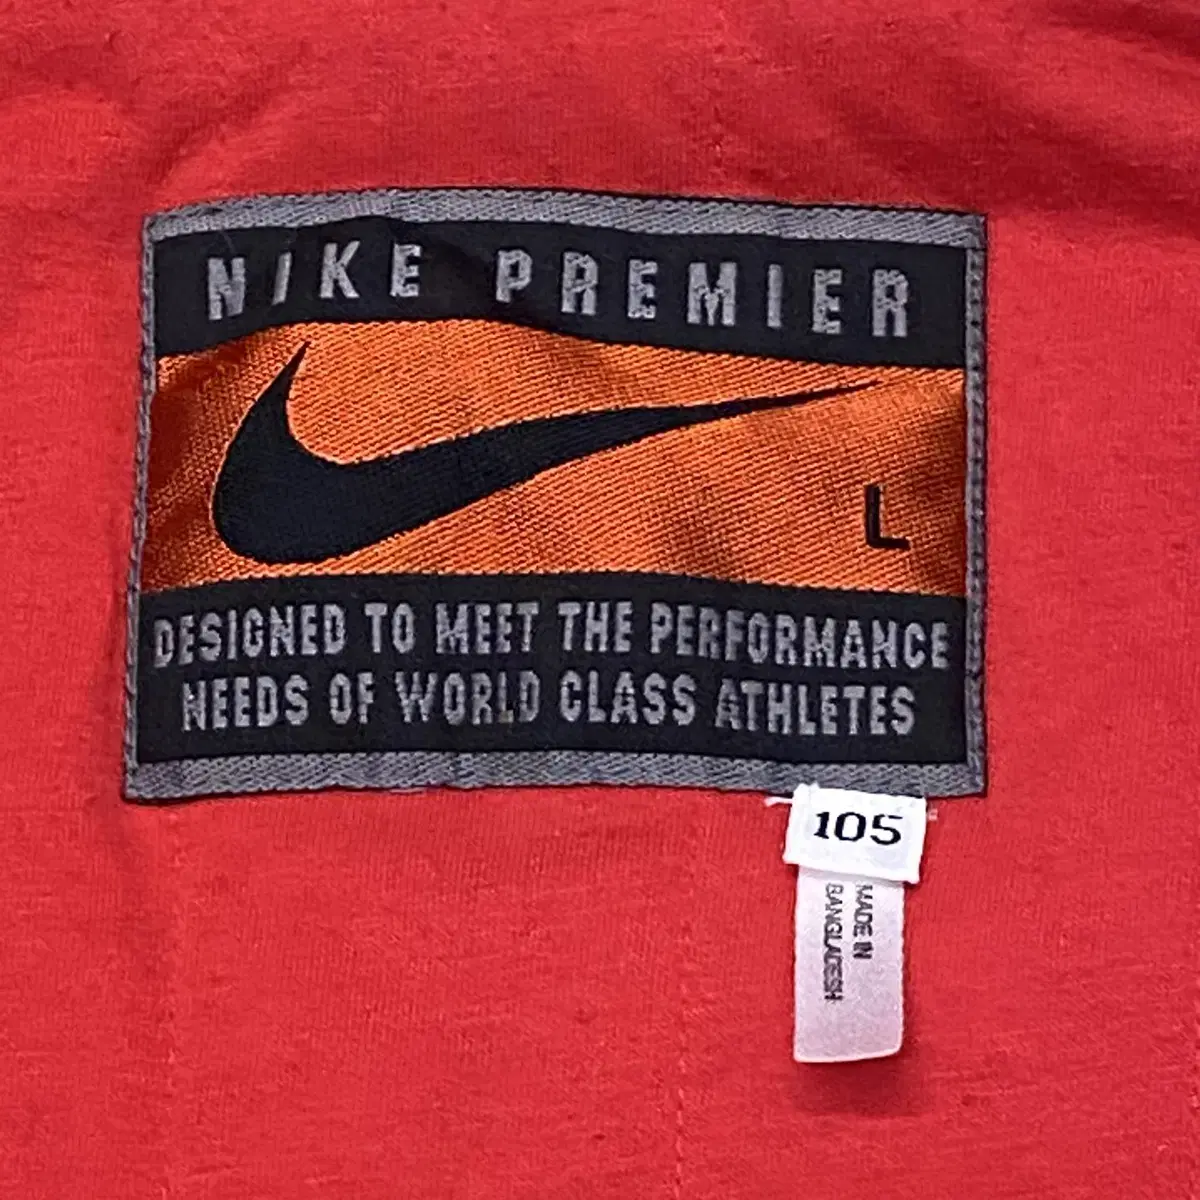 NIKE PREMIER
L
DESIGNED TO MEET THE PERFORMANCE
NEEDS OF WORLD CLASS ATHLETES
105
MADE IN
BANGLADESH